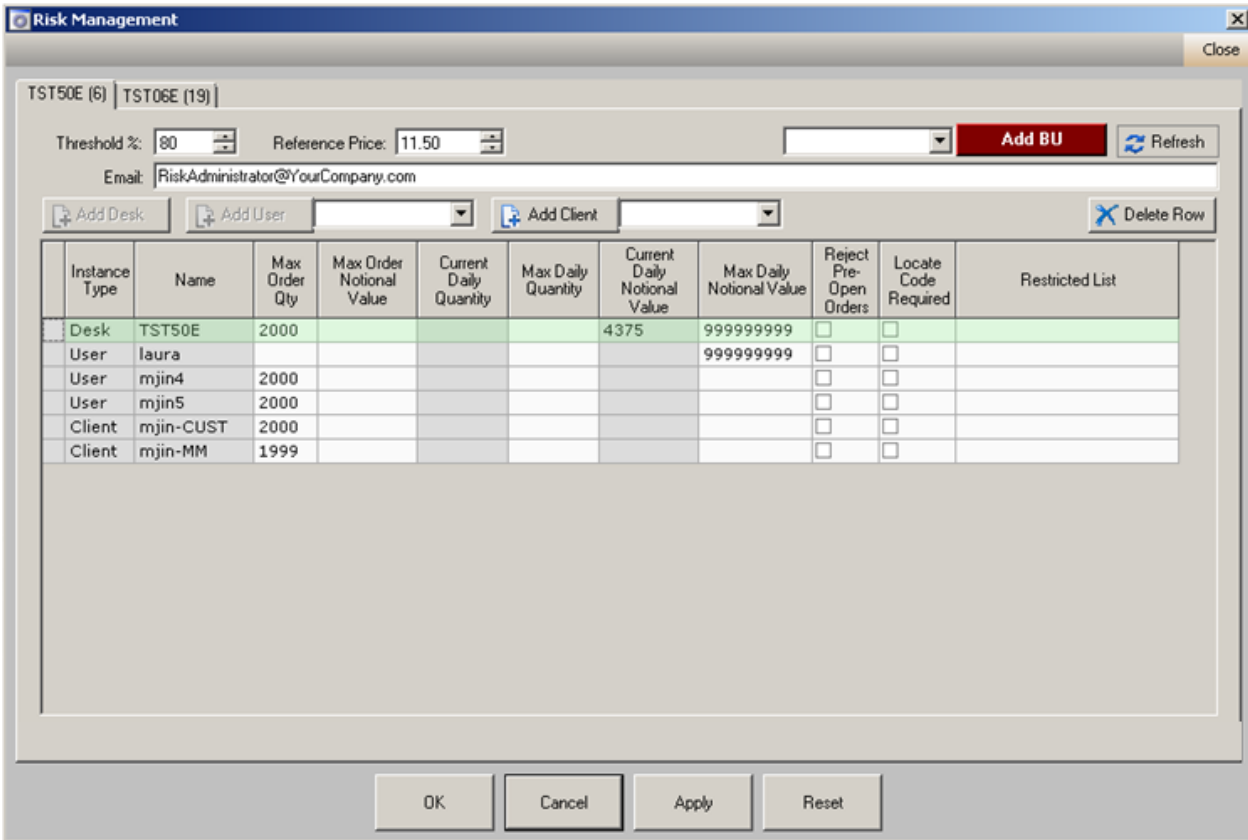 Risk Management
Close
TST50E (6) TST06E (19)
Threshold %: 80 Reference Price: 11.50 Add BU Refresh
Email: RiskAdministrator@YourCompany.com
Add Desk Add User Add Client Delete Row
Instance Type Name Max Order Qty Max Order Notional Value Current Daily Quantity Max Daily Quantity Current Daily Notional Value Max Daily Notional Value Reject Pre-Open Orders Locate Code Required Restricted List
Desk TST50E 2000 4375 999999999
User laura 999999999
User mjin4 2000
User mjin5 2000
Client mjin-CUST 2000
Client mjin-MM 1999
OK Cancel Apply Reset